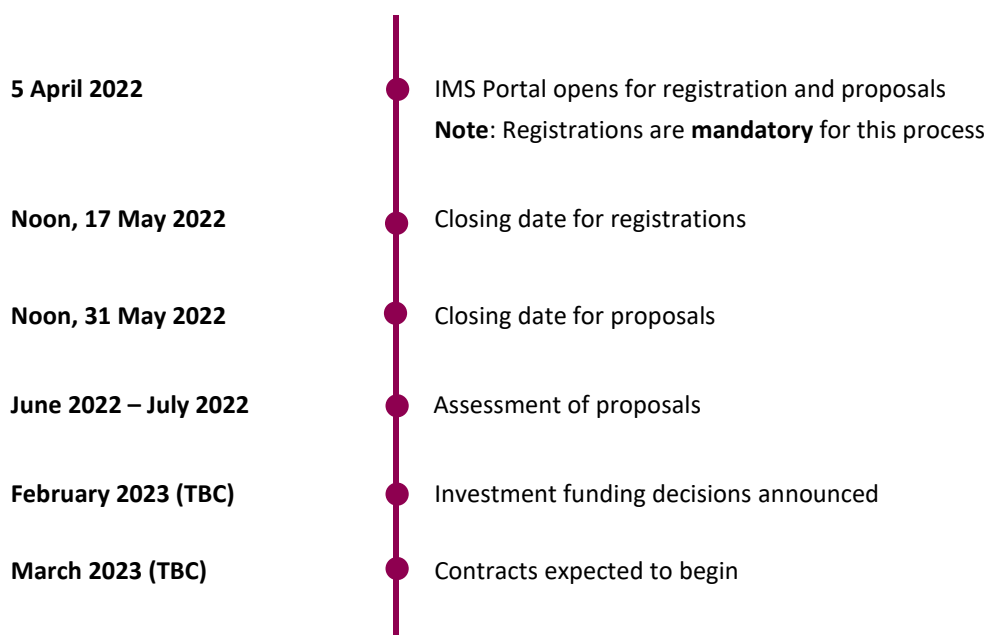 5 April 2022 IMS Portal opens for registration and proposals
Note: Registrations are mandatory for this process
Noon, 17 May 2022 Closing date for registrations
Noon, 31 May 2022 Closing date for proposals
June 2022 – July 2022 Assessment of proposals
February 2023 (TBC) Investment funding decisions announced
March 2023 (TBC) Contracts expected to begin